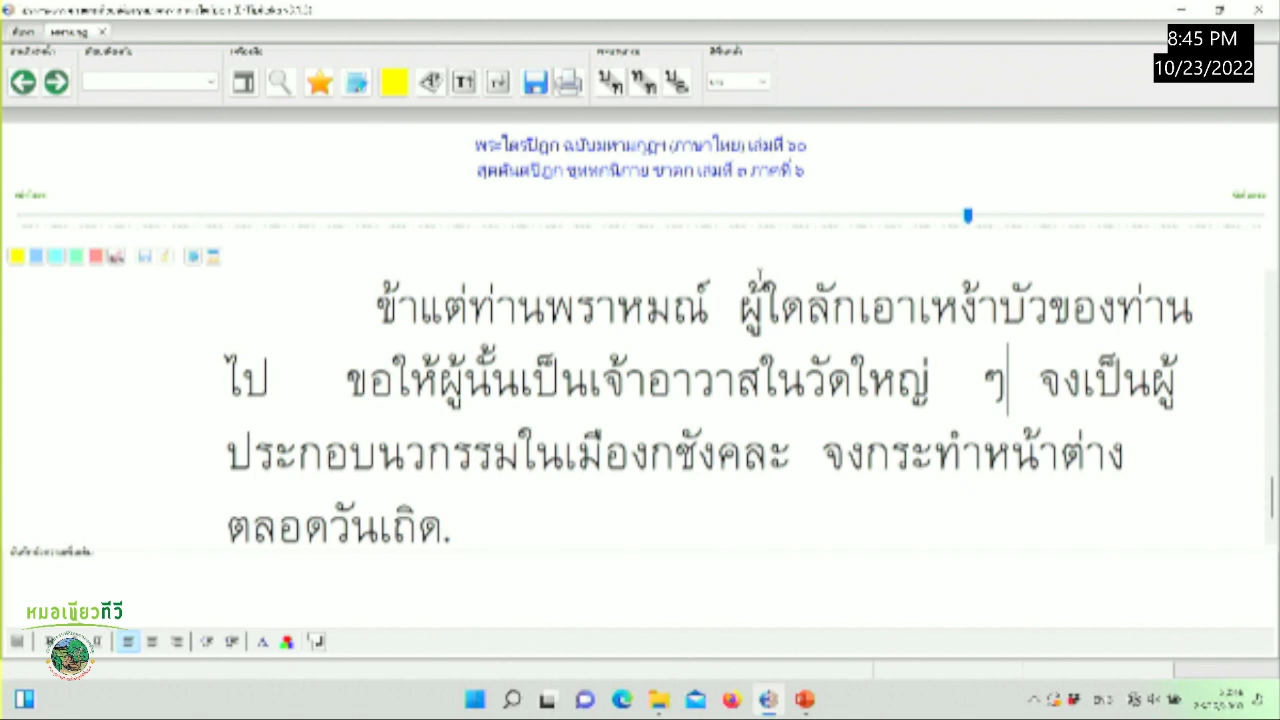 8:45 PM
10/23/2022
พระไตรปิฎก ฉบับมหามกุฏฯ (ภาษาไทย) เล่มที่ ๖๐
สุตตันตปิฎก ขุททกนิกาย ชาดก เล่มที่ ๓ ภาคที่ ๖
ข้าแต่ท่านพราหมณ์ ผู้ใดลักเอาเหง้าบัวของท่าน
ไป ขอให้ผู้นั้นเป็นเจ้าอาวาสในวัดใหญ่ ๆ จงเป็นผู้
ประกอบนวกรรมในเมืองกชังคละ จงกระทำหน้าต่าง
ตลอดวันเถิด.
หมอเขียวทีวี